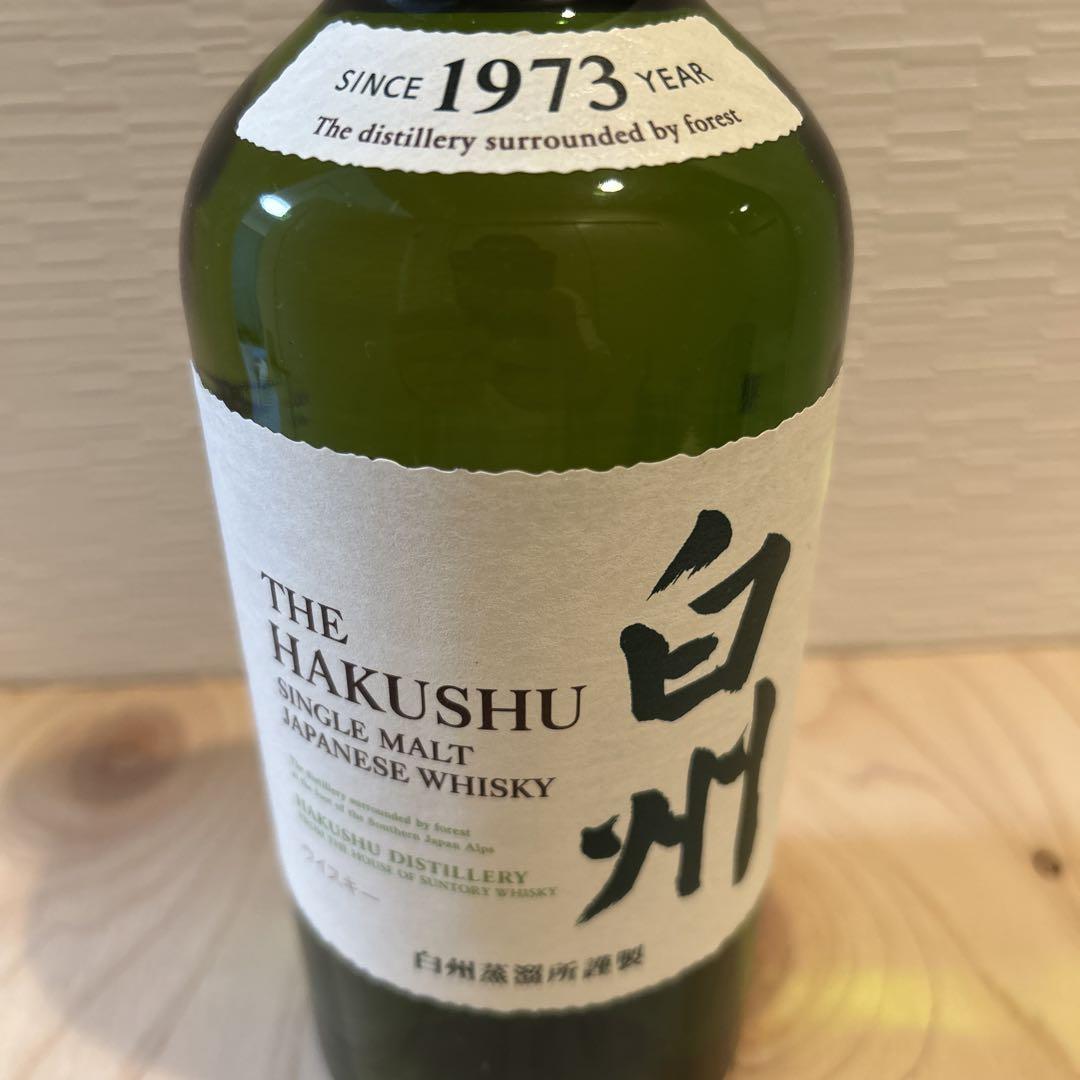 SINCE 1973 YEAR
The distillery surrounded by forest
THE
HAKUSHU
SINGLE MALT
JAPANESE WHISKY
The distillery surrounded by forest
at the foot of the Southern Japan Alps
HAKUSHU DISTILLERY
FROM THE HOUSE OF SUNTORY WHISKY
ウイスキー
白州
白州蒸溜所謹製